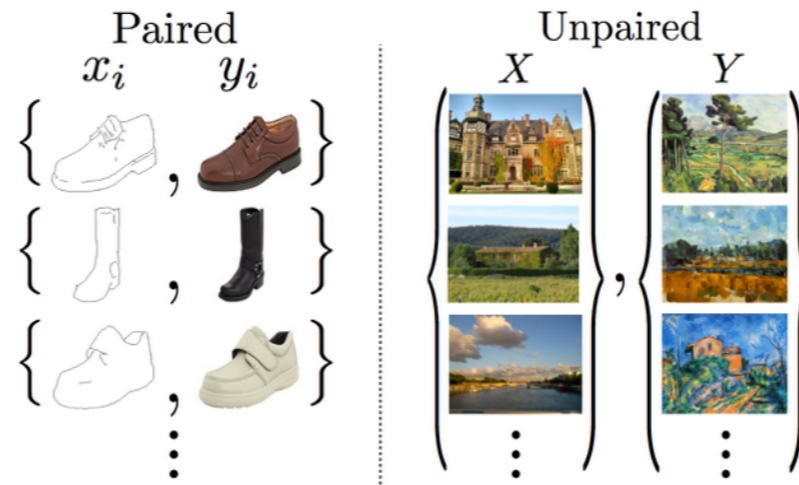 Paired
x_i y_i
{ , }
{ , }
{ , }
⋮
Unpaired
X Y
( ) , ( )
⋮ ⋮